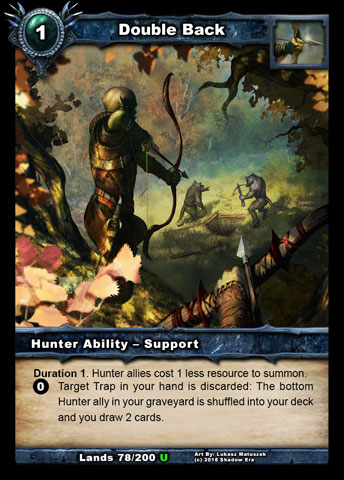 1
Double Back
Hunter Ability – Support
Duration 1. Hunter allies cost 1 less resource to summon.
0 Target Trap in your hand is discarded: The bottom
Hunter ally in your graveyard is shuffled into your deck
and you draw 2 cards.
Lands 78/200 U
Art By: Lukasz Matuszek
(c) 2018 Shadow Era